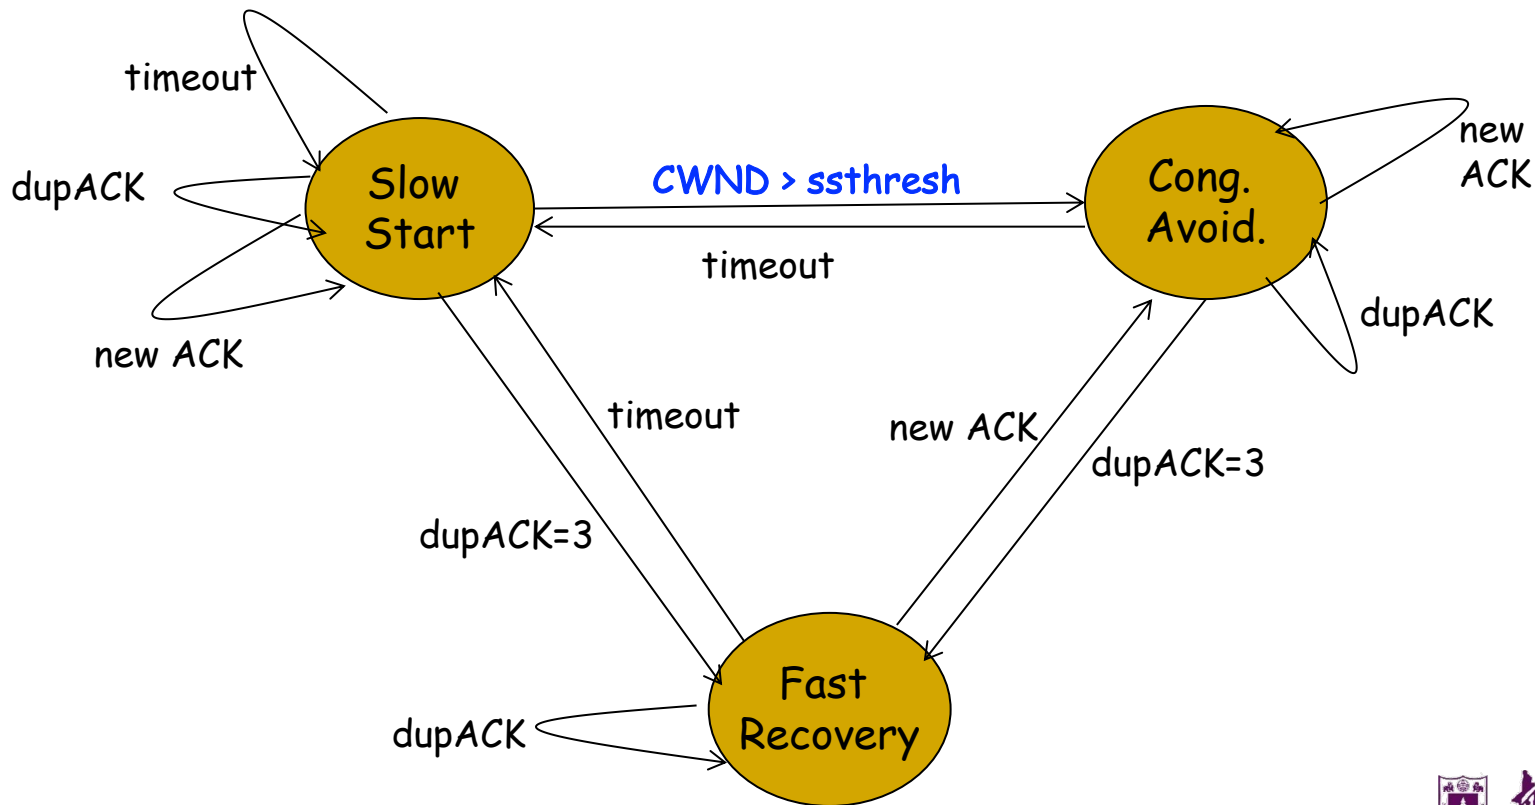 timeout
dupACK
Slow
Start
new ACK
CWND > ssthresh
timeout
Cong.
Avoid.
new
ACK
dupACK
timeout
new ACK
dupACK=3
dupACK=3
Fast
Recovery
dupACK